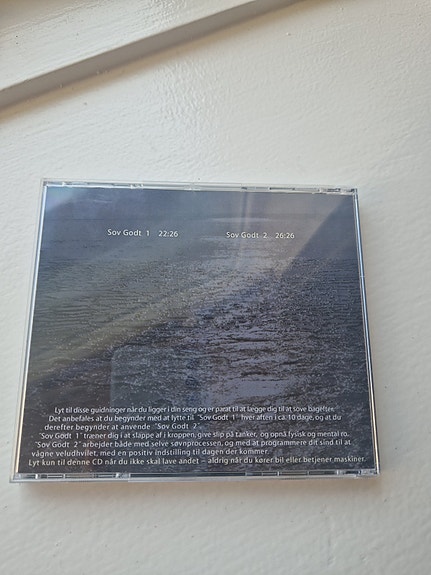 Sov Godt 1 22:26
Sov Godt 2 26:26
Lyt til disse guidninger når du ligger i din seng og er parat til at lægge dig til at sove bagefter.
Det anbefales at du begynder med at lytte til "Sov Godt 1" hver aften i ca. 10 dage, og at du
derefter begynder at anvende "Sov Godt 2".
"Sov Godt 1" træner dig i at slappe af i kroppen, give slip på tanker, og opnå fysisk og mental ro.
"Sov Godt 2" arbejder både med selve søvnprocessen, og med at programmere dit sind til at
vågne veludhvilet, med en positiv indstilling til dagen der kommer.
Lyt kun til denne CD når du ikke skal lave andet – aldrig når du kører bil eller betjener maskiner.